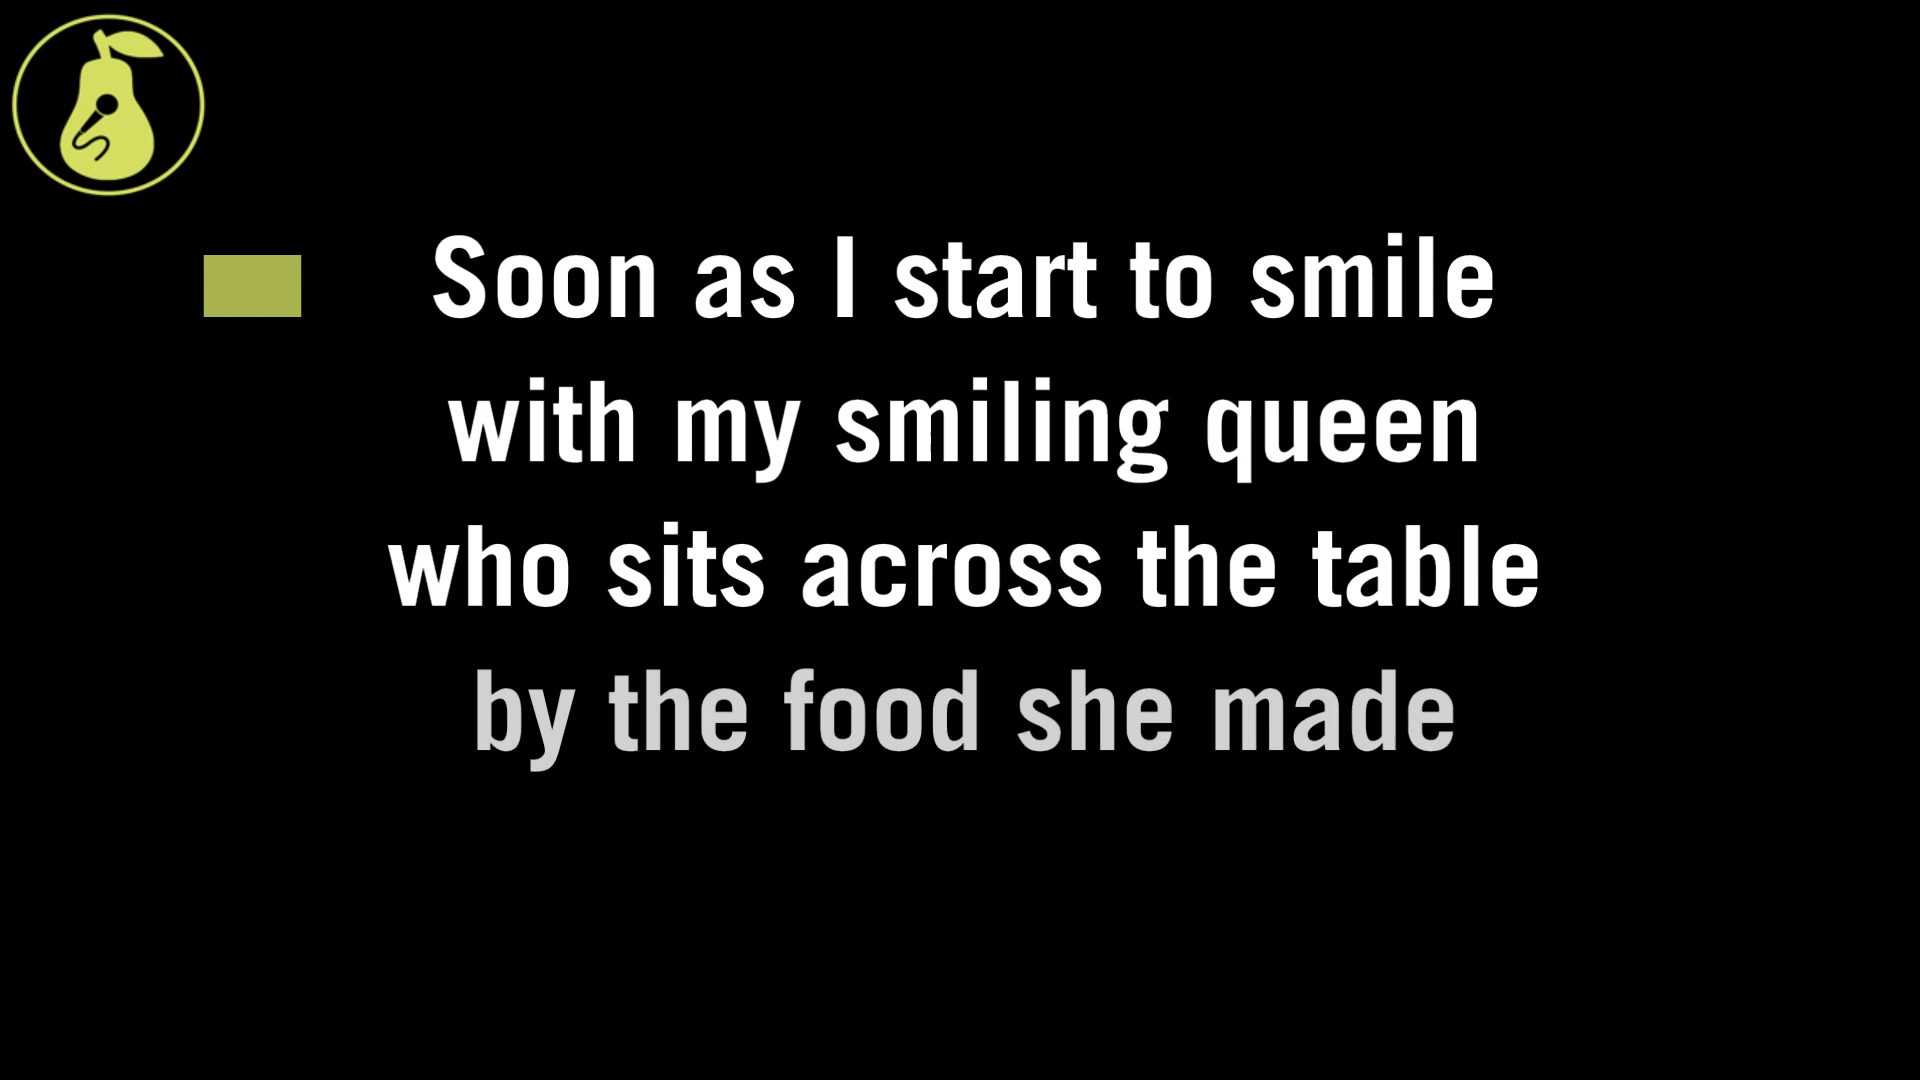 Soon as I start to smile
with my smiling queen
who sits across the table
by the food she made